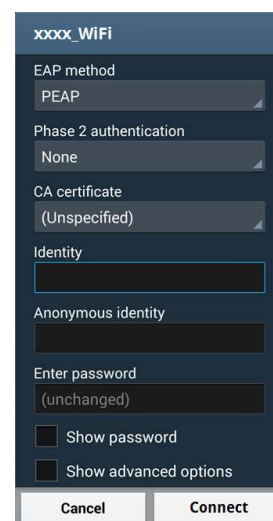 xxxx_WiFi
EAP method
PEAP
Phase 2 authentication
None
CA certificate
(Unspecified)
Identity
Anonymous identity
Enter password
(unchanged)
Show password
Show advanced options
Cancel Connect